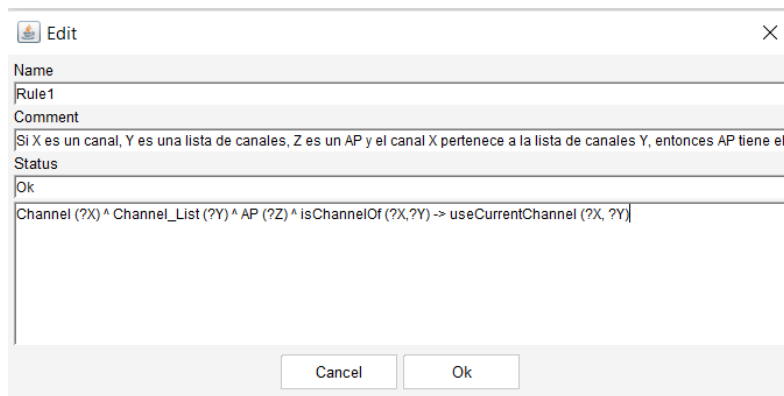 Edit
Name
Rule1
Comment
Si X es un canal, Y es una lista de canales, Z es un AP y el canal X pertenece a la lista de canales Y, entonces AP tiene el
Status
Ok
Channel (?X) ^ Channel_List (?Y) ^ AP (?Z) ^ isChannelOf (?X,?Y) -> useCurrentChannel (?X, ?Y)
Cancel Ok